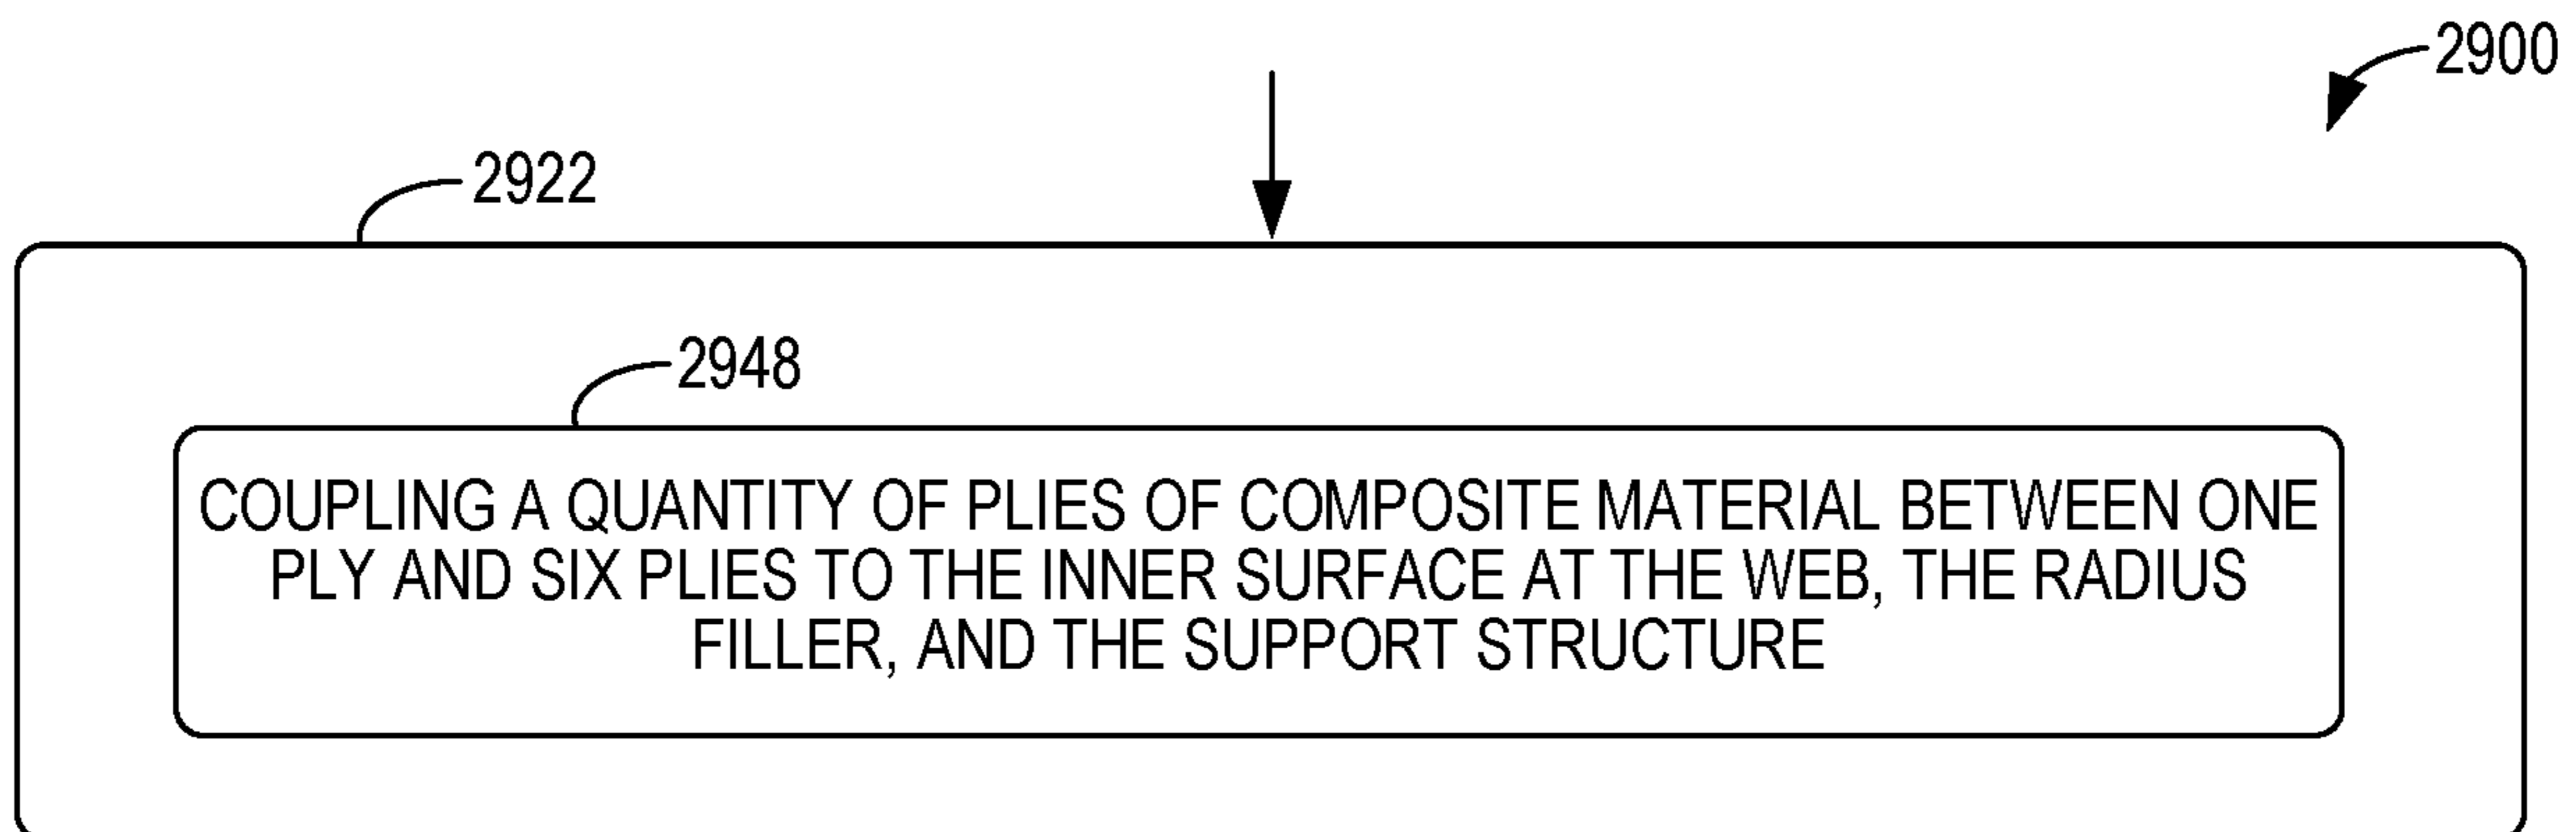 2900
2922
2948
COUPLING A QUANTITY OF PLIES OF COMPOSITE MATERIAL BETWEEN ONE
PLY AND SIX PLIES TO THE INNER SURFACE AT THE WEB, THE RADIUS
FILLER, AND THE SUPPORT STRUCTURE